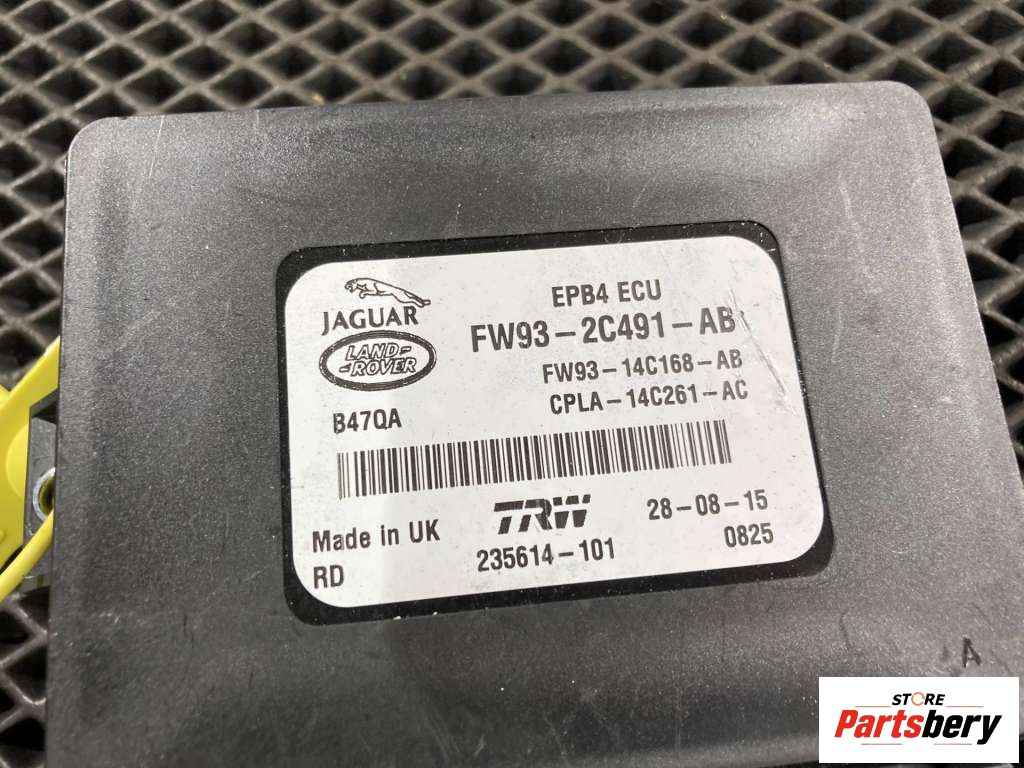 JAGUAR
LAND-
ROVER
B47QA
EPB4 ECU
FW93-2C491-AB
FW93-14C168-AB
CPLA-14C261-AC
Made in UK
RD
TRW
235614-101
28-08-15
0825
A
STORE
Partsbery